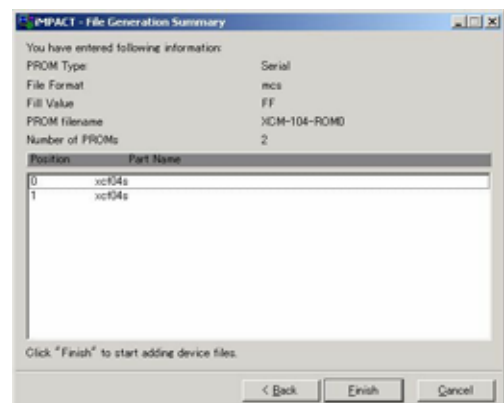 iMPACT - File Generation Summary
You have entered following information:
PROM Type: Serial
File Format mcs
Fill Value FF
PROM filename XCM-104-ROM0
Number of PROMs 2
Position Part Name
0 xcf04s
1 xcf04s
Click "Finish" to start adding device files.
< Back Finish Cancel